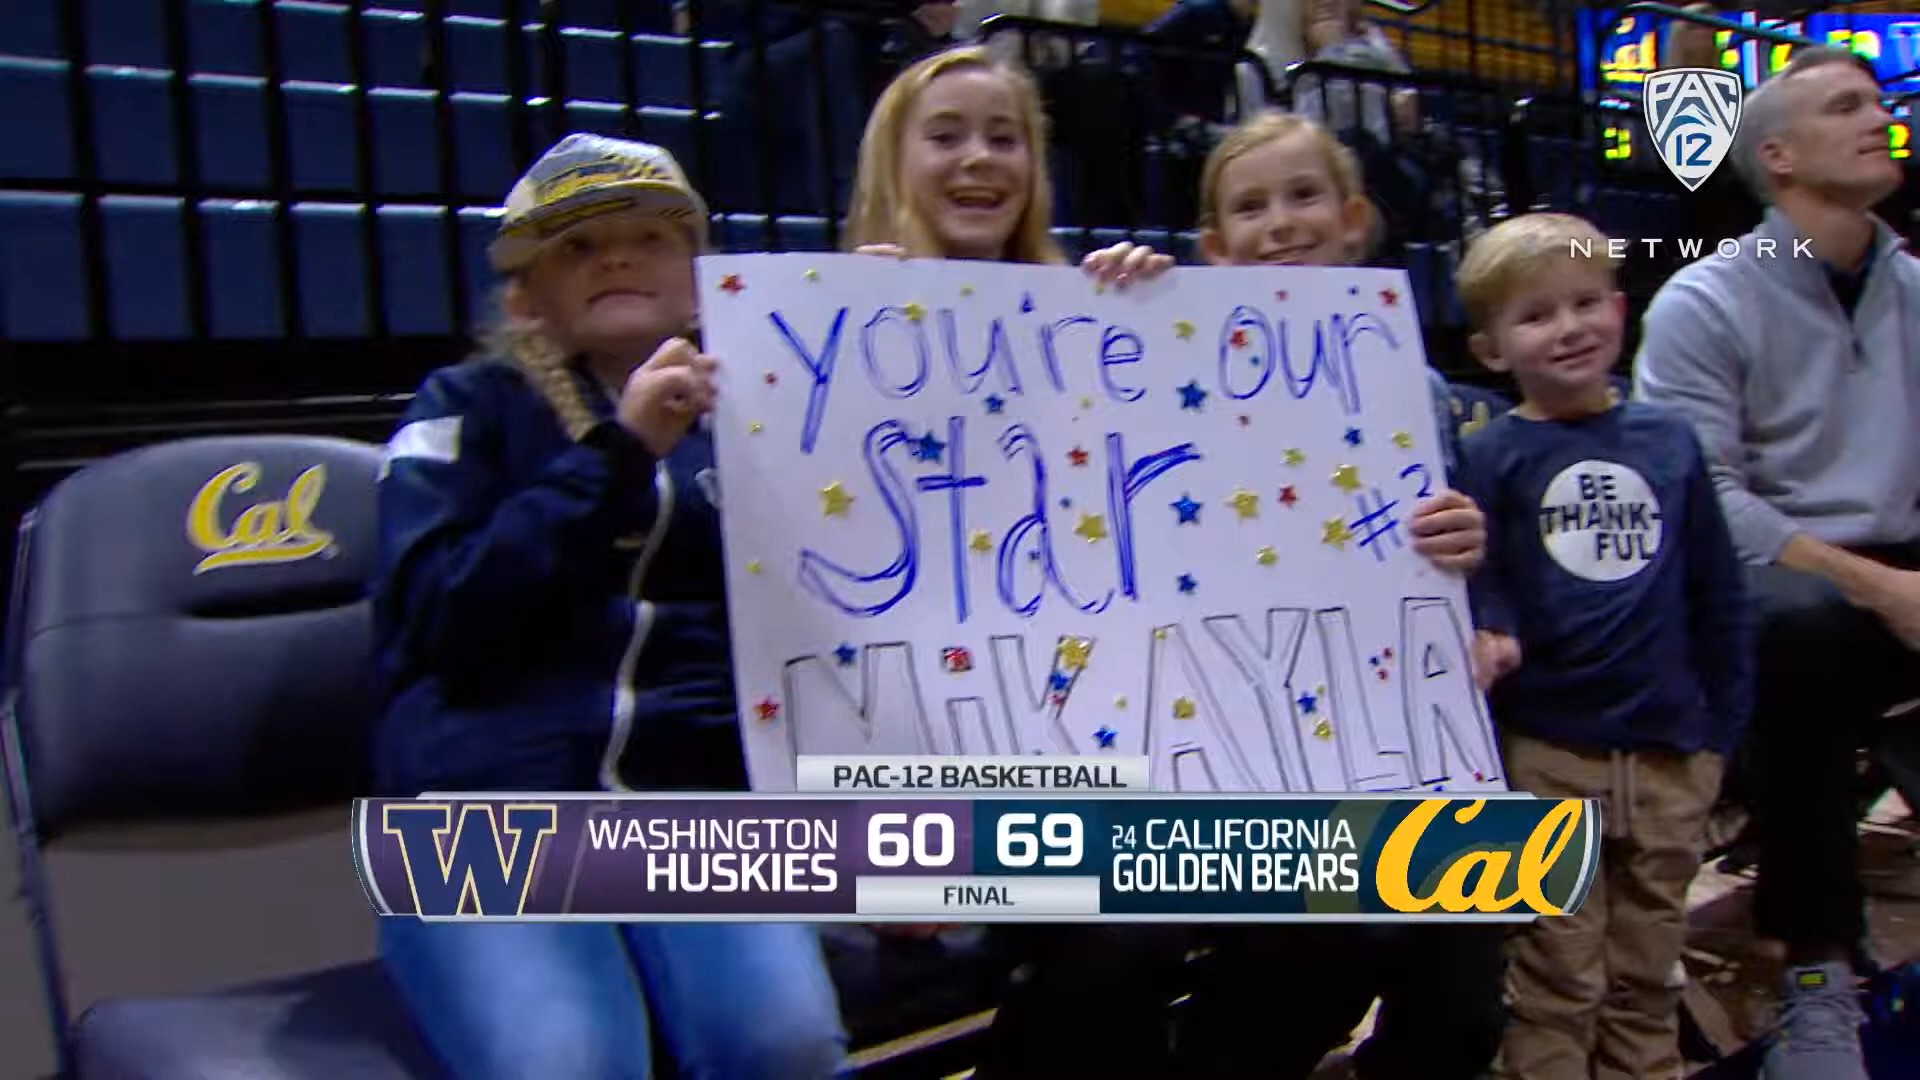 Cal
PAC
12
NETWORK
Cal
you're our
star
#2
MiKAYLA
BE
THANK-
FUL
PAC-12 BASKETBALL
W
WASHINGTON
HUSKIES
60
69
24 CALIFORNIA
GOLDEN BEARS
Cal
FINAL